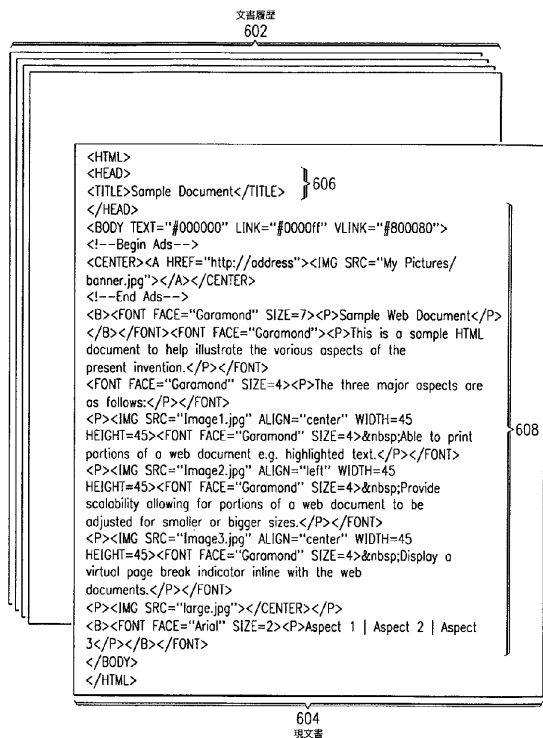 文書履歴
602
<HTML>
<HEAD>
<TITLE>Sample Document</TITLE>
606
</HEAD>
<BODY TEXT="#000000" LINK="#0000ff" VLINK="#800080">
<!--Begin Ads-->
<CENTER><A HREF="http://address"><IMG SRC="My Pictures/
banner.jpg"></A></CENTER>
<!--End Ads-->
<B><FONT FACE="Garamond" SIZE=7><P>Sample Web Document</P>
</B></FONT><FONT FACE="Garamond"><P>This is a sample HTML
document to help illustrate the various aspects of the
present invention.</P></FONT>
<FONT FACE="Garamond" SIZE=4><P>The three major aspects are
as follows:</P></FONT>
<P><IMG SRC="Image1.jpg" ALIGN="center" WIDTH=45
HEIGHT=45><FONT FACE="Garamond" SIZE=4>&nbsp;Able to print
608
portions of a web document e.g. highlighted text.</P></FONT>
<P><IMG SRC="Image2.jpg" ALIGN="left" WIDTH=45
HEIGHT=45><FONT FACE="Garamond" SIZE=4>&nbsp;Provide
scalability allowing for portions of a web document to be
adjusted for smaller or bigger sizes.</P></FONT>
<P><IMG SRC="Image3.jpg" ALIGN="center" WIDTH=45
HEIGHT=45><FONT FACE="Garamond" SIZE=4>&nbsp;Display a
virtual page break indicator inline with the web
documents.</P></FONT>
<P><IMG SRC="large.jpg"></CENTER></P>
<B><FONT FACE="Arial" SIZE=2><P>Aspect 1 | Aspect 2 | Aspect
3</P></B></FONT>
</BODY>
</HTML>
604
現文書